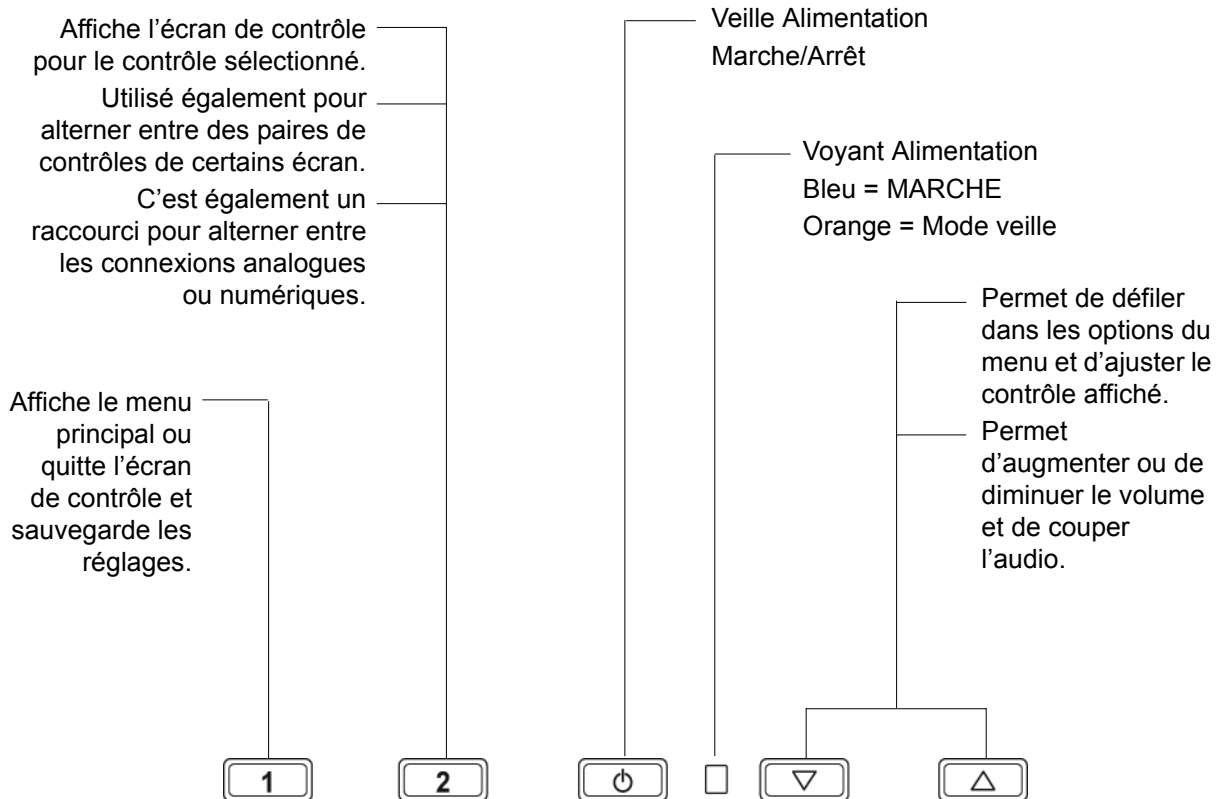 Affiche l’écran de contrôle
pour le contrôle sélectionné.
Utilisé également pour
alterner entre des paires de
contrôles de certains écran.
C’est également un
raccourci pour alterner entre
les connexions analogues
ou numériques.
Affiche le menu
principal ou
quitte l’écran
de contrôle et
sauvegarde les
réglages.
Veille Alimentation
Marche/Arrêt
Voyant Alimentation
Bleu = MARCHE
Orange = Mode veille
Permet de défiler
dans les options du
menu et d’ajuster le
contrôle affiché.
Permet
d’augmenter ou de
diminuer le volume
et de couper
l’audio.
1
2